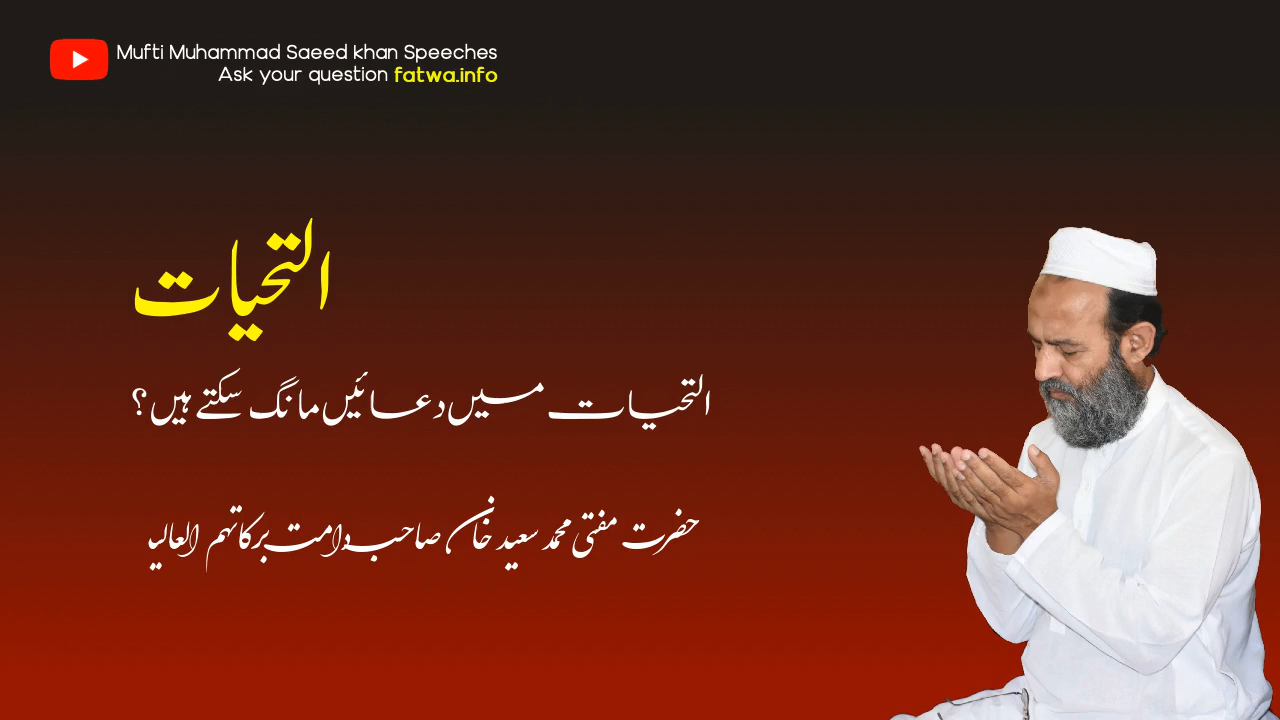 Mufti Muhammad Saeed khan Speeches
Ask your question fatwa.info
التحیات
التحیات میں دعائیں مانگ سکتے ہیں؟
حضرت مفتی محمد سعید خان صاحب دامت برکاتہم العالیہ